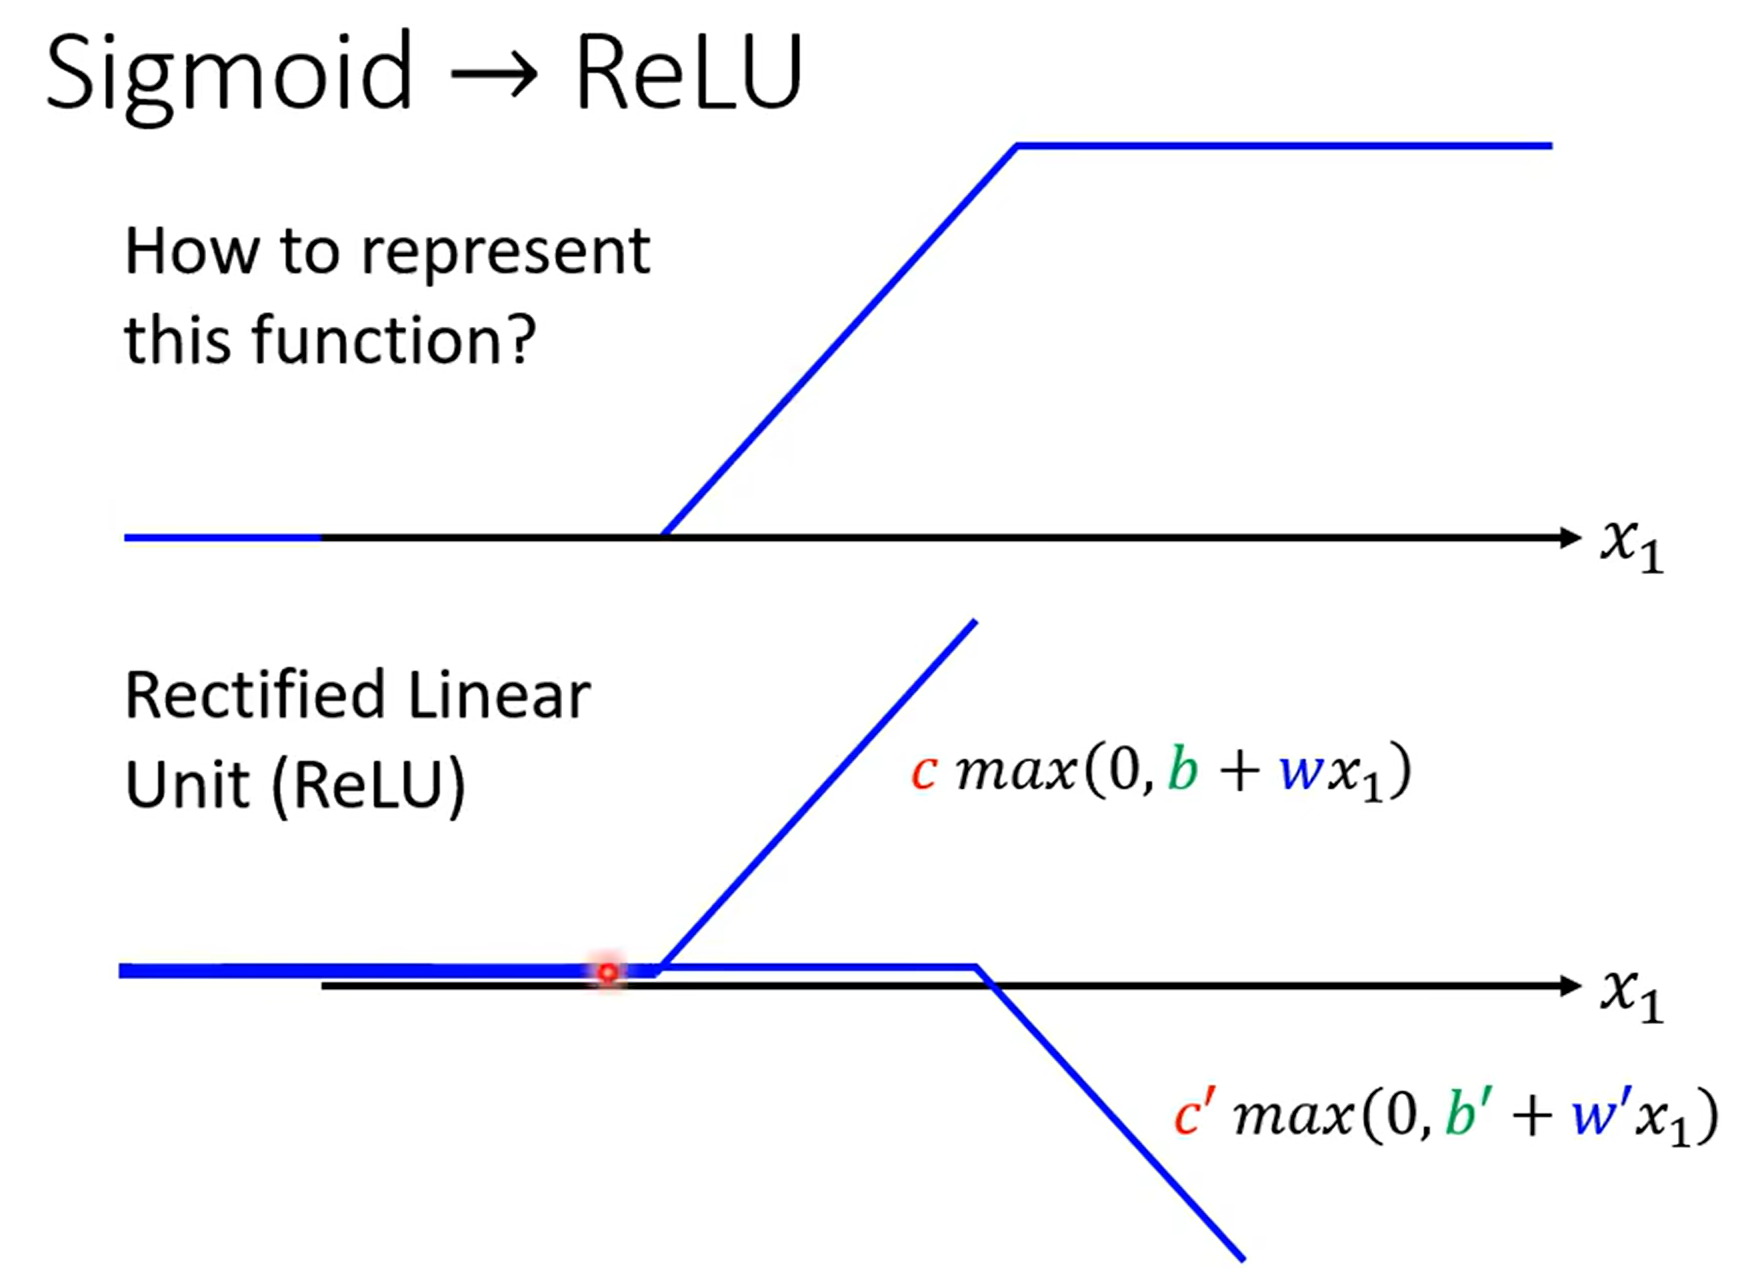 Sigmoid → ReLU
How to represent
this function?
x₁
Rectified Linear
Unit (ReLU)
c max(0, b + wx₁)
x₁
c′ max(0, b′ + w′x₁)